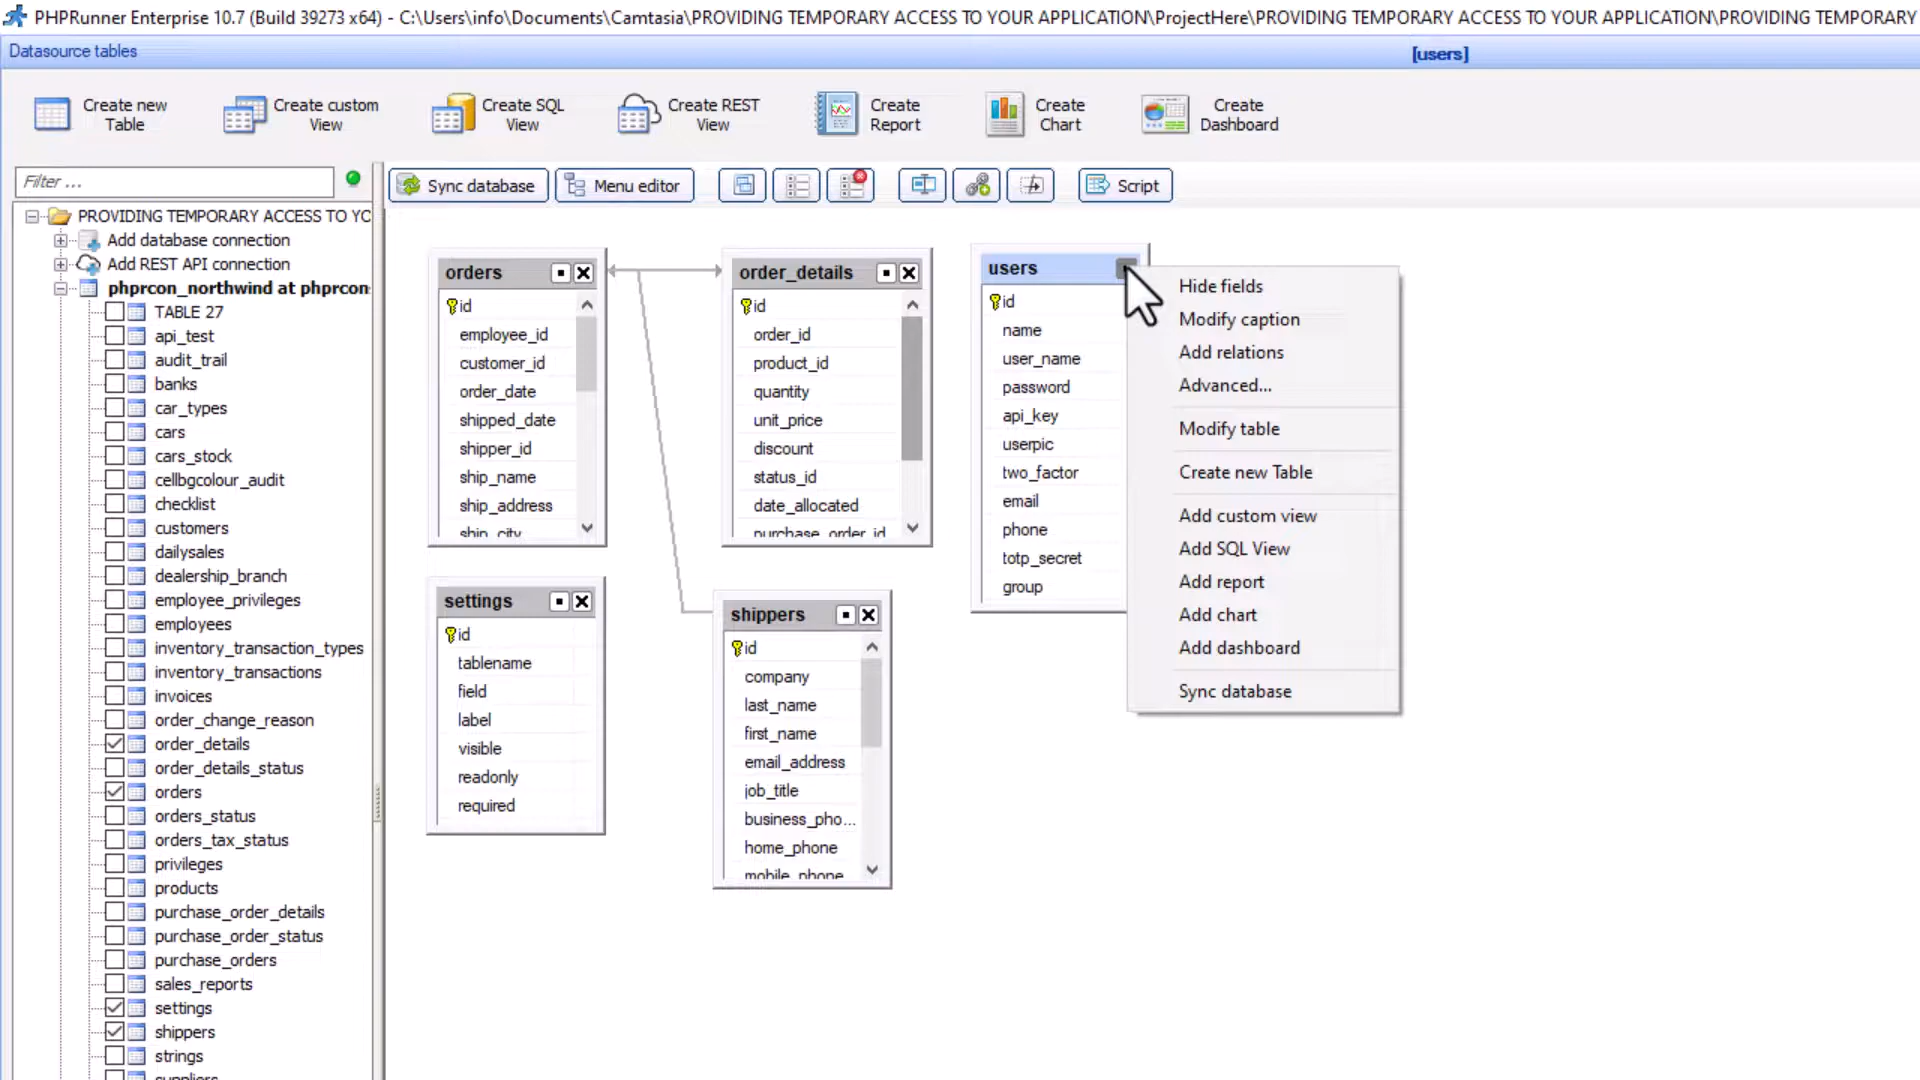 PHPRunner Enterprise 10.7 (Build 39273 x64) - C:\Users\info\Documents\Camtasia\PROVIDING TEMPORARY ACCESS TO YOUR APPLICATION\ProjectHere\PROVIDING TEMPORARY ACCESS TO YOUR APPLICATION\PROVIDING TEMPORARY
Datasource tables
[users]
Create new Table
Create custom View
Create SQL View
Create REST View
Create Report
Create Chart
Create Dashboard
Filter ...
Sync database
Menu editor
Script
PROVIDING TEMPORARY ACCESS TO YO
Add database connection
Add REST API connection
phprcon_northwind at phprcon
TABLE 27
api_test
audit_trail
banks
car_types
cars
cars_stock
cellbgcolour_audit
checklist
customers
dailysales
dealership_branch
employee_privileges
employees
inventory_transaction_types
inventory_transactions
invoices
order_change_reason
order_details
order_details_status
orders
orders_status
orders_tax_status
privileges
products
purchase_order_details
purchase_order_status
purchase_orders
sales_reports
settings
shippers
strings
suppliers
orders
id
employee_id
customer_id
order_date
shipped_date
shipper_id
ship_name
ship_address
ship_city
order_details
id
order_id
product_id
quantity
unit_price
discount
status_id
date_allocated
purchase_order_id
users
id
name
user_name
password
api_key
userpic
two_factor
email
phone
totp_secret
group
Hide fields
Modify caption
Add relations
Advanced...
Modify table
Create new Table
Add custom view
Add SQL View
Add report
Add chart
Add dashboard
Sync database
settings
id
tablename
field
label
visible
readonly
required
shippers
id
company
last_name
first_name
email_address
job_title
business_pho...
home_phone
mobile_phone